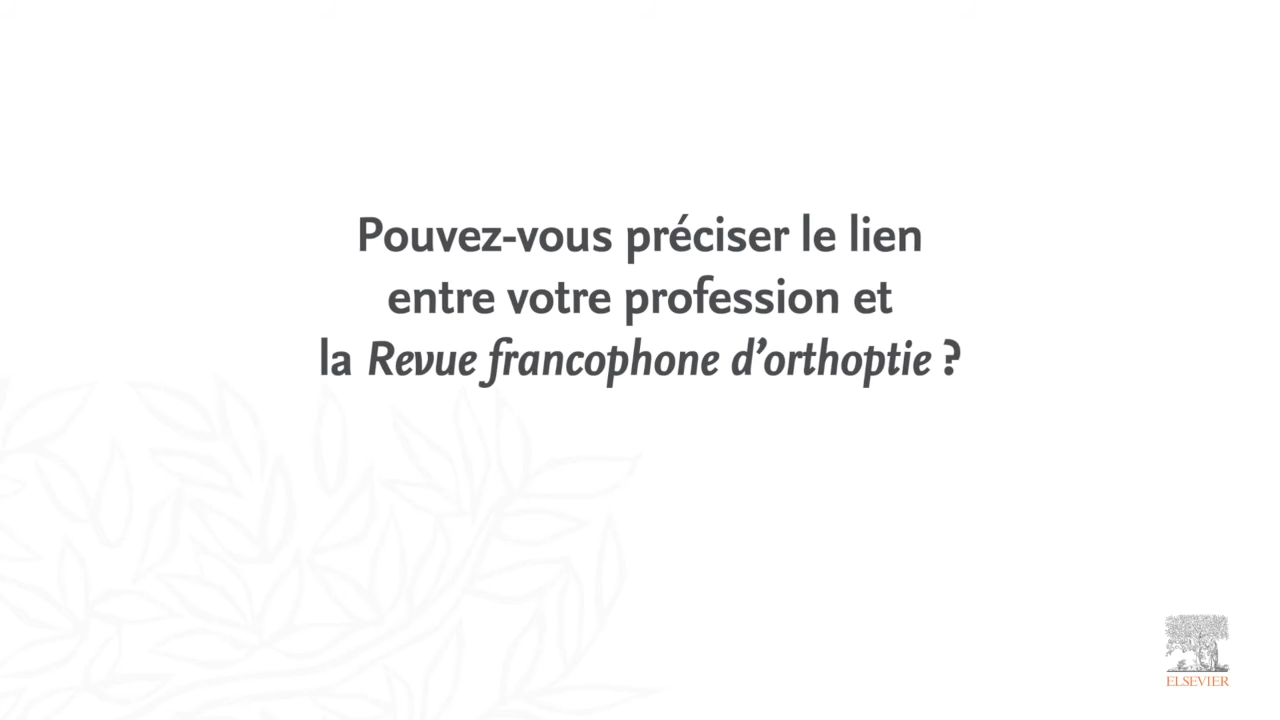 Pouvez-vous préciser le lien
entre votre profession et
la Revue francophone d’orthoptie ?
ELSEVIER